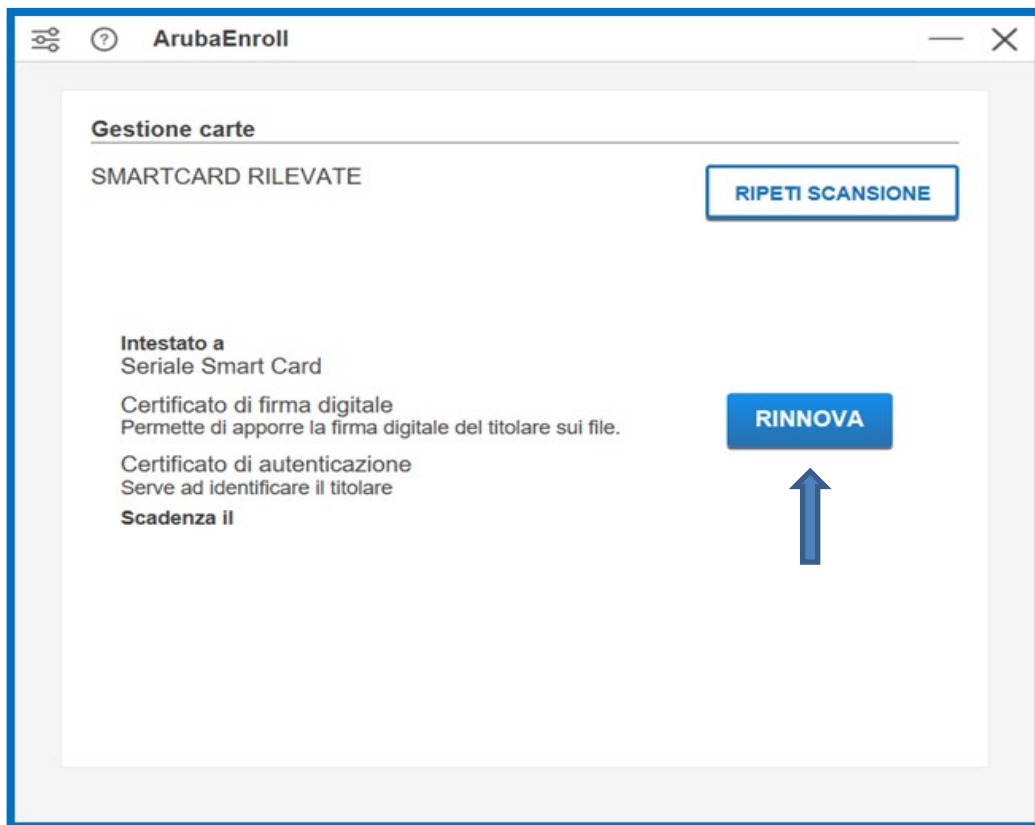 ArubaEnroll
Gestione carte
SMARTCARD RILEVATE
RIPETI SCANSIONE
Intestato a
Seriale Smart Card
Certificato di firma digitale
Permette di apporre la firma digitale del titolare sui file.
RINNOVA
Certificato di autenticazione
Serve ad identificare il titolare
Scadenza il